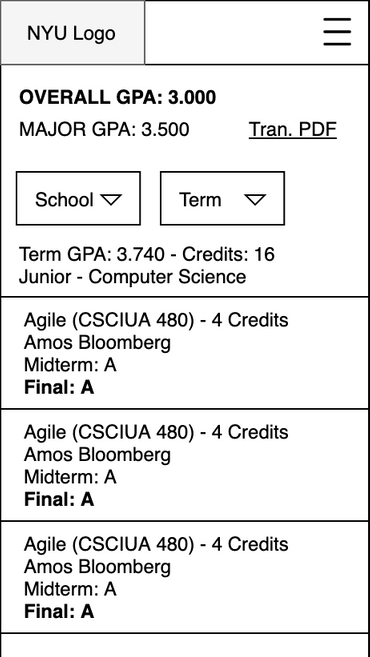 NYU Logo
OVERALL GPA: 3.000
MAJOR GPA: 3.500 Tran. PDF
School Term
Term GPA: 3.740 - Credits: 16
Junior - Computer Science
Agile (CSCIUA 480) - 4 Credits
Amos Bloomberg
Midterm: A
Final: A
Agile (CSCIUA 480) - 4 Credits
Amos Bloomberg
Midterm: A
Final: A
Agile (CSCIUA 480) - 4 Credits
Amos Bloomberg
Midterm: A
Final: A